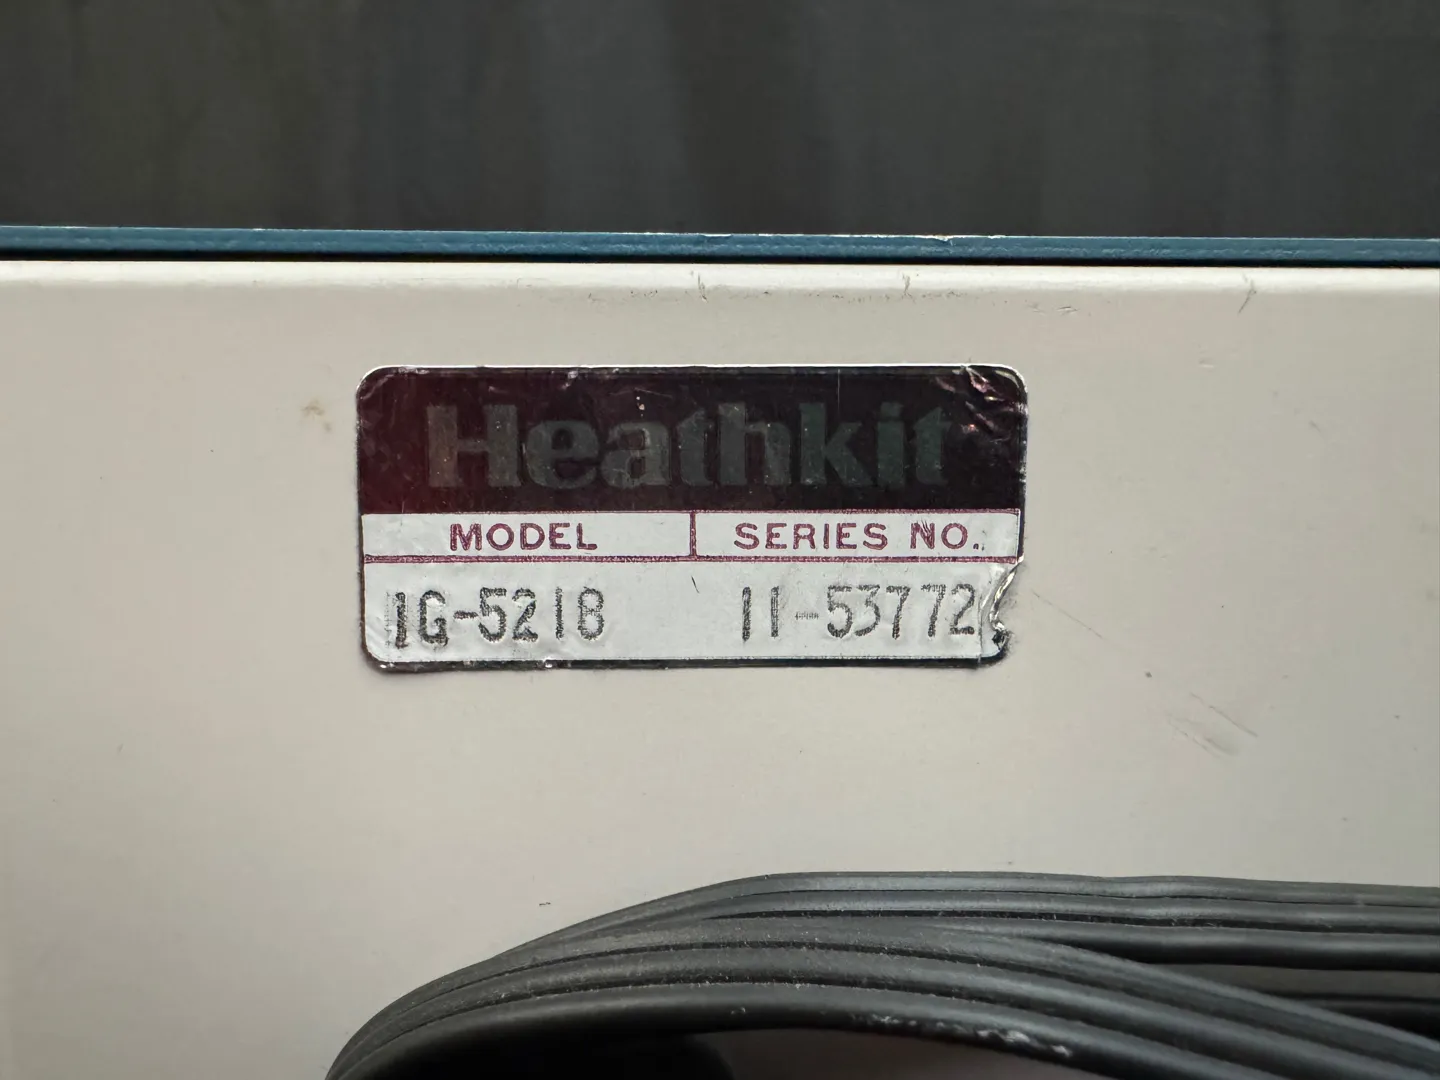 Heathkit
MODEL SERIES NO.
IG-5218 11-53772